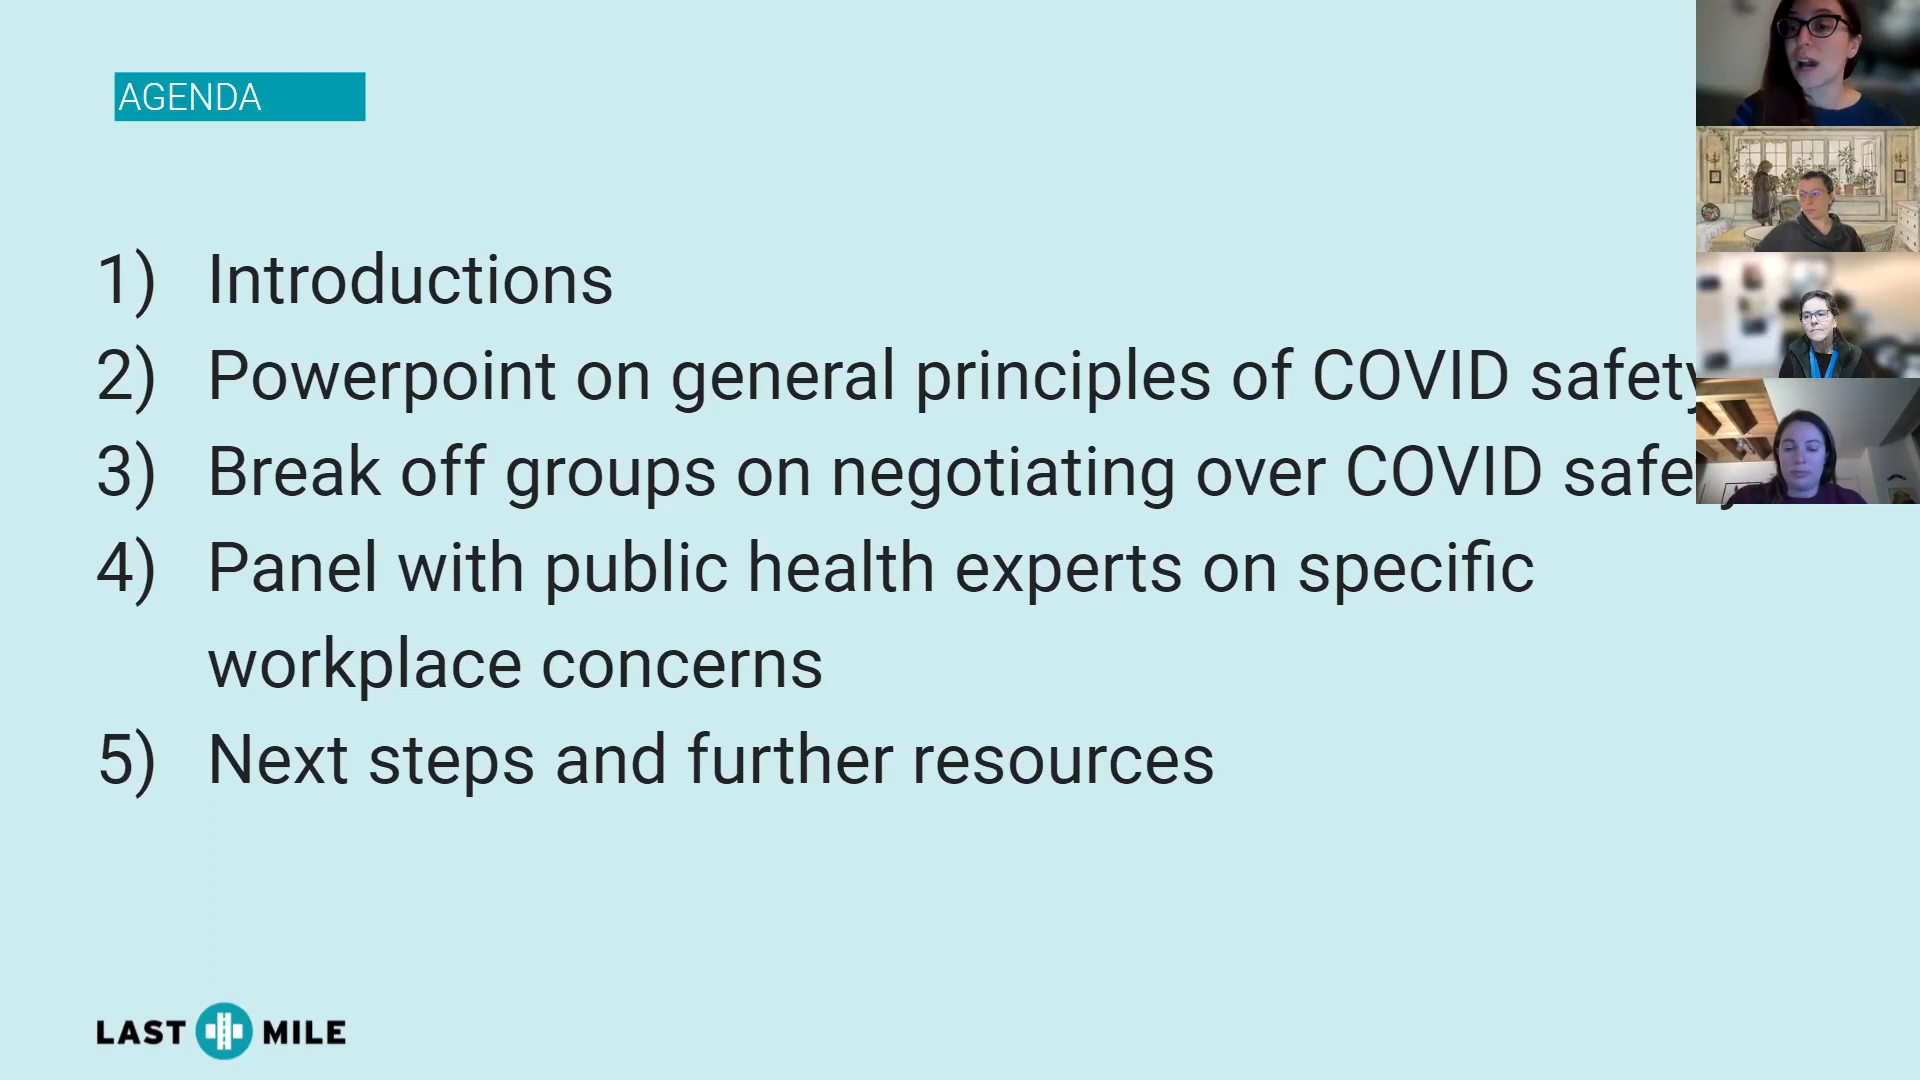 AGENDA
1) Introductions
2) Powerpoint on general principles of COVID safety
3) Break off groups on negotiating over COVID safe
4) Panel with public health experts on specific
workplace concerns
5) Next steps and further resources
LAST MILE